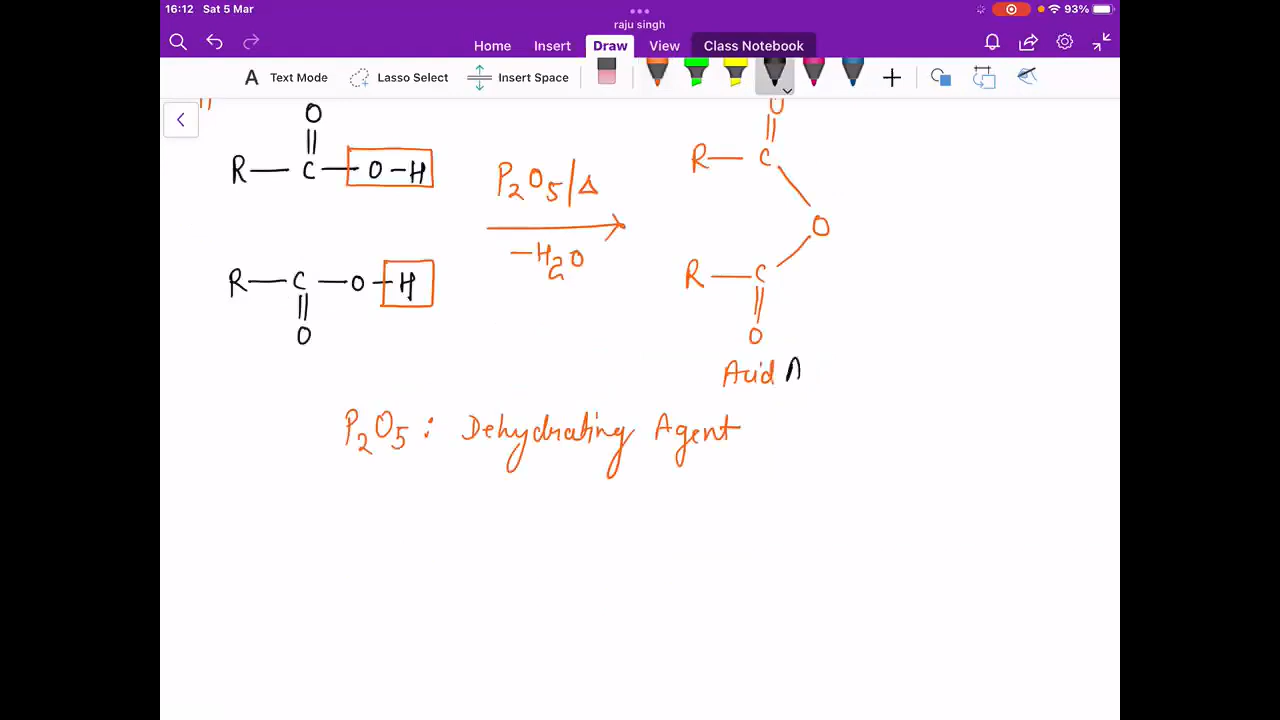 16:12 Sat 5 Mar
93%
raju singh
Home Insert Draw View Class Notebook
A Text Mode Lasso Select Insert Space
O
O
R — C — O – H
R — C
P2O5/Δ
O
–H2O
R — C — O – H
R — C
O
O
Acid A
P2O5 : Dehydrating Agent